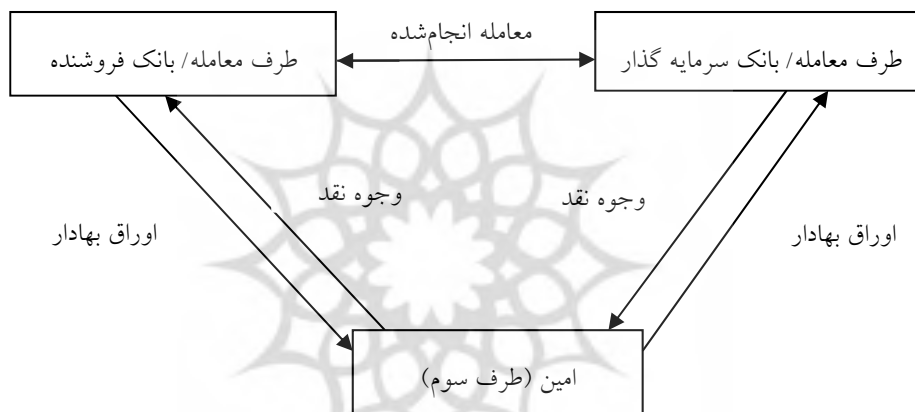 معامله انجام‌شده
طرف معامله/ بانک سرمایه گذار
طرف معامله/ بانک فروشنده
وجوه نقد
وجوه نقد
اوراق بهادار
اوراق بهادار
امین (طرف سوم)